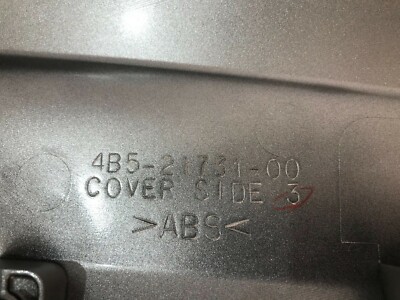 4B5-21731-00
COVER SIDE 3
>ABS<